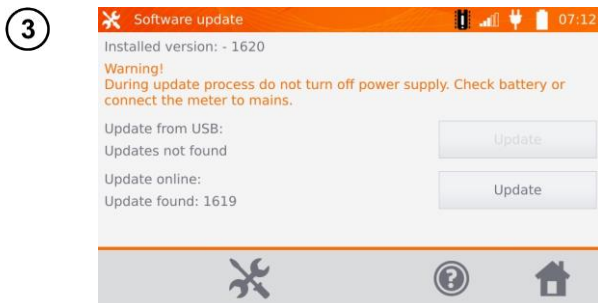 3
Software update 07:12
Installed version: - 1620
Warning!
During update process do not turn off power supply. Check battery or
connect the meter to mains.
Update from USB:
Updates not found
Update
Update online:
Update found: 1619
Update
?